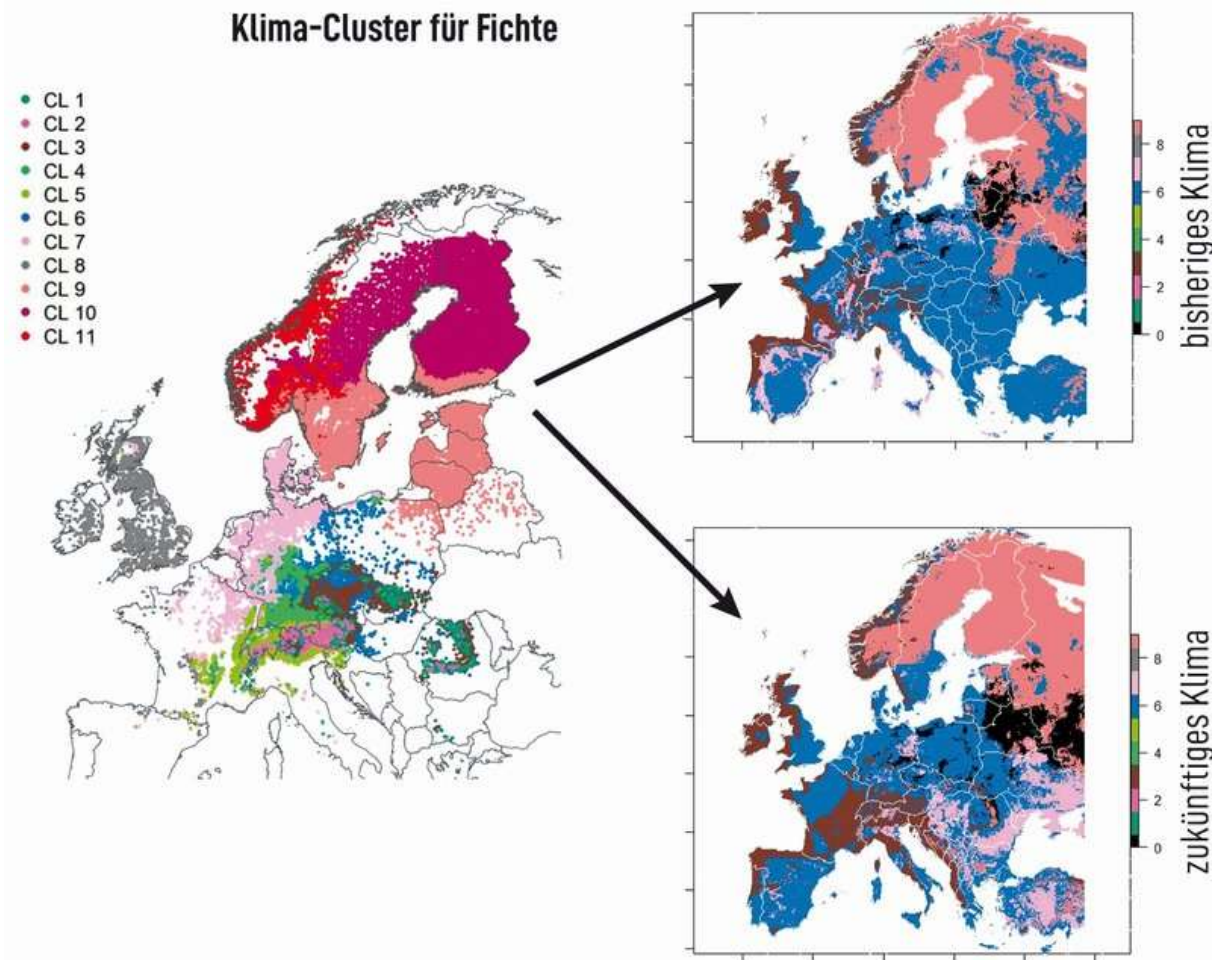 Klima-Cluster für Fichte
CL 1
CL 2
CL 3
CL 4
CL 5
CL 6
CL 7
CL 8
CL 9
CL 10
CL 11
8
6
4
2
0
bisheriges Klima
8
6
4
2
0
zukünftiges Klima